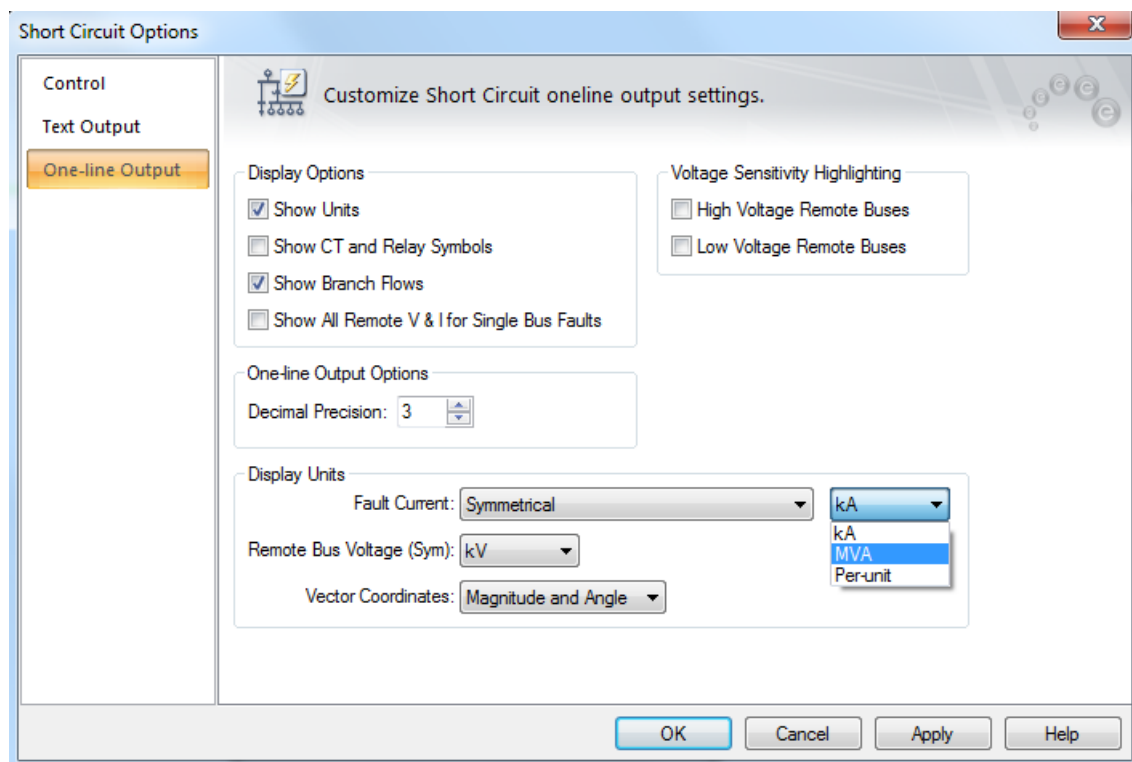 Short Circuit Options
Control
Text Output
One-line Output
Customize Short Circuit oneline output settings.
Display Options
Show Units
Show CT and Relay Symbols
Show Branch Flows
Show All Remote V & I for Single Bus Faults
Voltage Sensitivity Highlighting
High Voltage Remote Buses
Low Voltage Remote Buses
One-line Output Options
Decimal Precision: 3
Display Units
Fault Current: Symmetrical kA
kA
MVA
Per-unit
Remote Bus Voltage (Sym): kV
Vector Coordinates: Magnitude and Angle
OK Cancel Apply Help